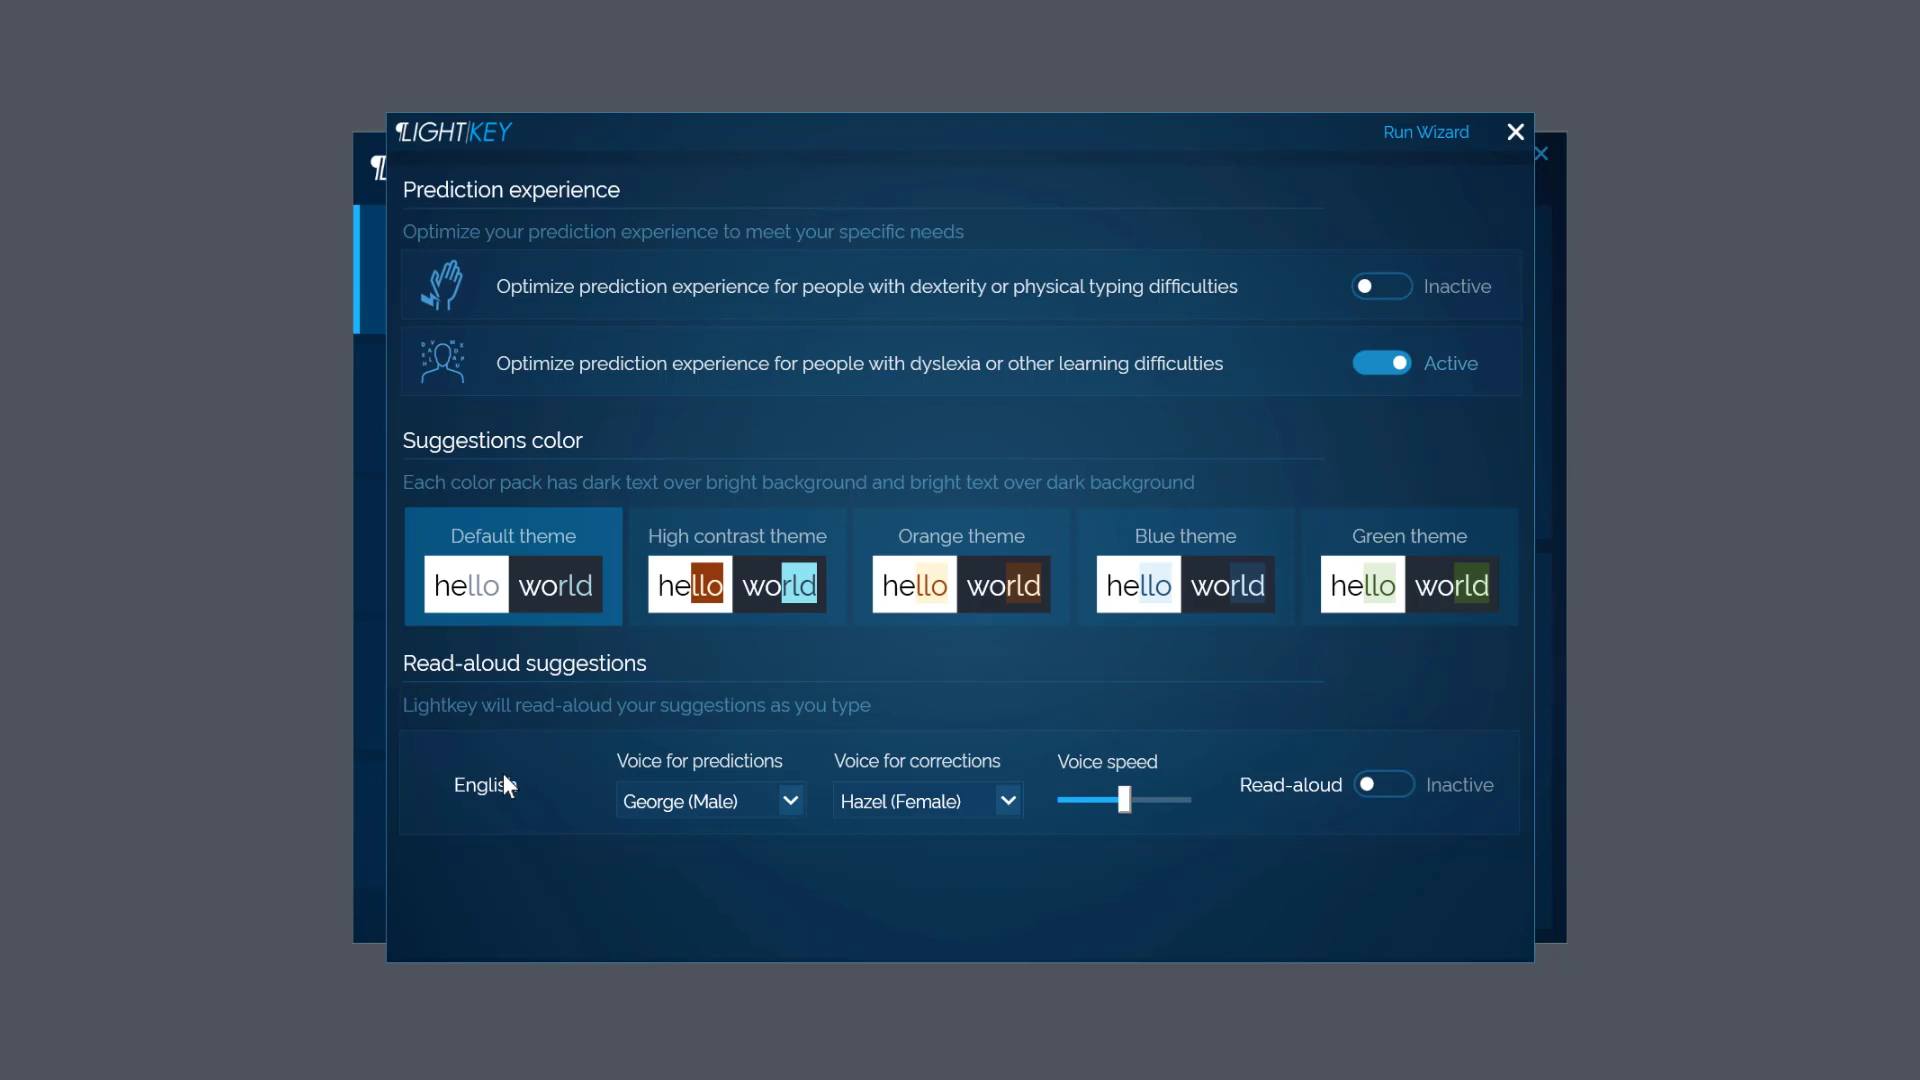 LIGHT|KEY
Run Wizard
Prediction experience
Optimize your prediction experience to meet your specific needs
Optimize prediction experience for people with dexterity or physical typing difficulties
Inactive
Optimize prediction experience for people with dyslexia or other learning difficulties
Active
Suggestions color
Each color pack has dark text over bright background and bright text over dark background
Default theme
High contrast theme
Orange theme
Blue theme
Green theme
hello world
hello world
hello world
hello world
hello world
Read-aloud suggestions
Lightkey will read-aloud your suggestions as you type
English
Voice for predictions
George (Male)
Voice for corrections
Hazel (Female)
Voice speed
Read-aloud
Inactive